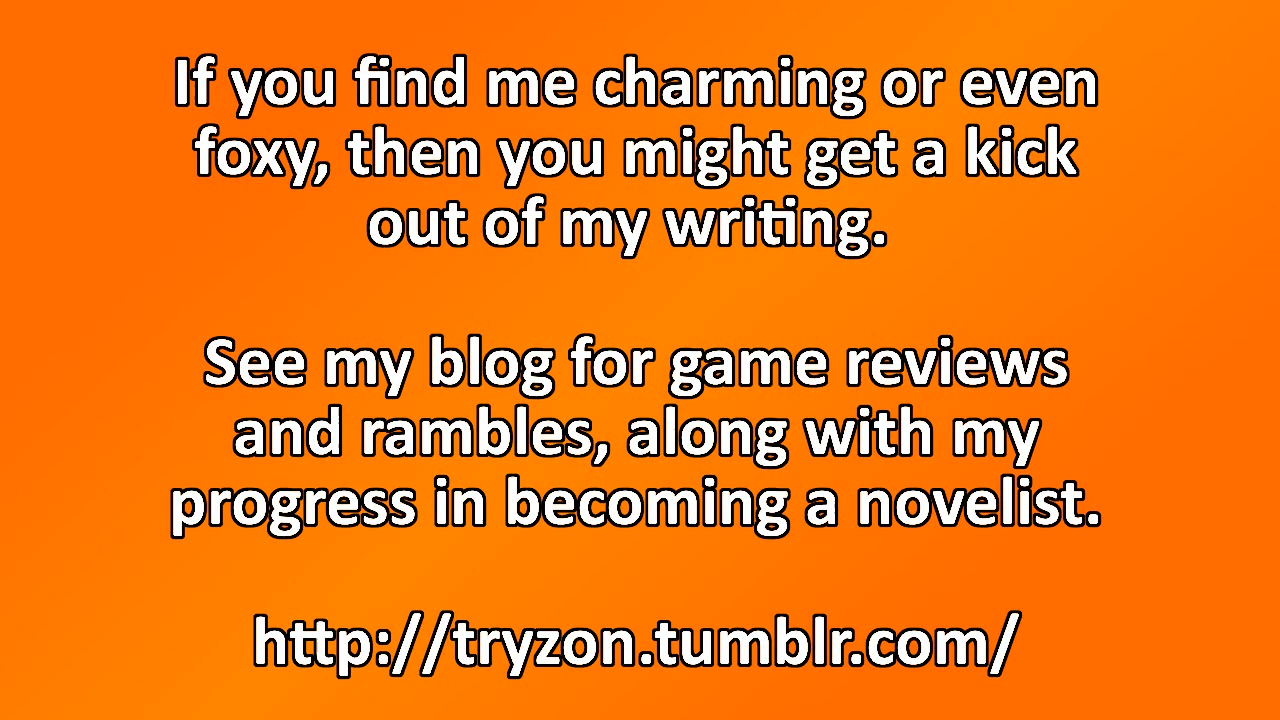 If you find me charming or even
foxy, then you might get a kick
out of my writing.
See my blog for game reviews
and rambles, along with my
progress in becoming a novelist.
http://tryzon.tumblr.com/